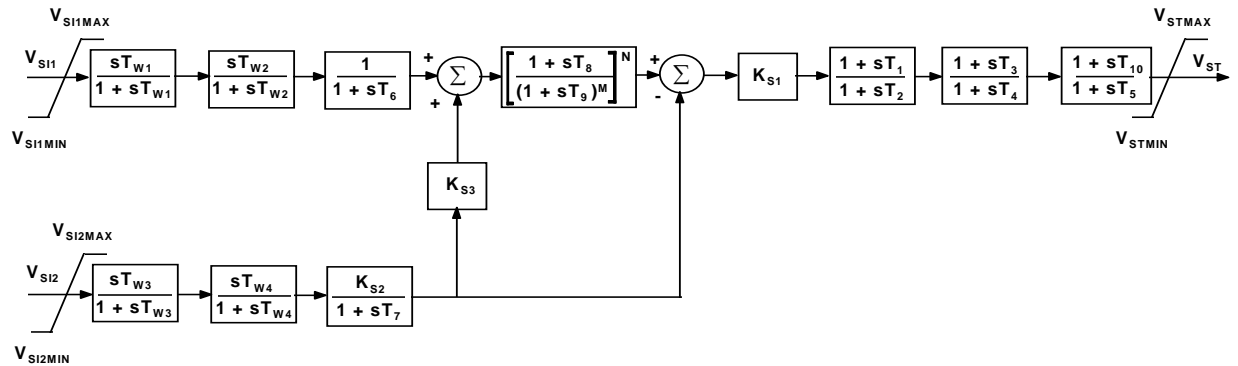 V_SI1MAX
V_SI1
V_SI1MIN
sT_W1
1 + sT_W1
sT_W2
1 + sT_W2
1
1 + sT_6
+
+
Σ
[1 + sT_8
(1 + sT_9)^M]^N
+
-
Σ
K_S1
1 + sT_1
1 + sT_2
1 + sT_3
1 + sT_4
1 + sT_10
1 + sT_5
V_STMAX
V_ST
V_STMIN
K_S3
V_SI2MAX
V_SI2
V_SI2MIN
sT_W3
1 + sT_W3
sT_W4
1 + sT_W4
K_S2
1 + sT_7